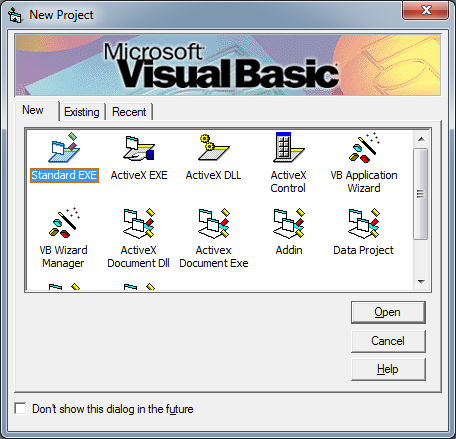 New Project
Microsoft
Visual Basic
New Existing Recent
Standard EXE
ActiveX EXE
ActiveX DLL
ActiveX
Control
VB Application
Wizard
VB Wizard
Manager
ActiveX
Document Dll
Activex
Document Exe
Addin
Data Project
Open
Cancel
Help
Don't show this dialog in the future